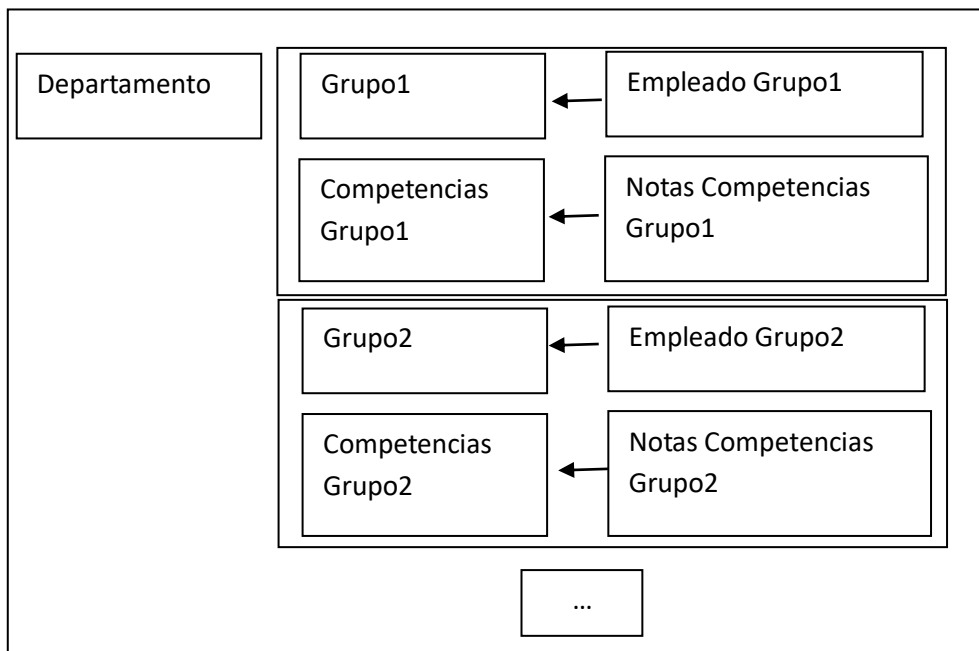 Departamento
Grupo1
Empleado Grupo1
Competencias
Grupo1
Notas Competencias
Grupo1
Grupo2
Empleado Grupo2
Competencias
Grupo2
Notas Competencias
Grupo2
...